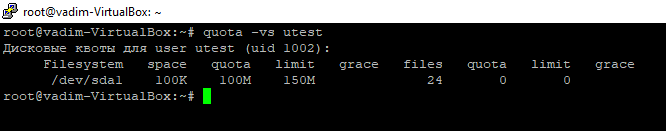 root@vadim-VirtualBox: ~
root@vadim-VirtualBox:~# quota -vs utest
Дисковые квоты для user utest (uid 1002):
     Filesystem   space   quota   limit   grace   files   quota   limit   grace
      /dev/sda1    100K    100M    150M              24       0       0
root@vadim-VirtualBox:~#